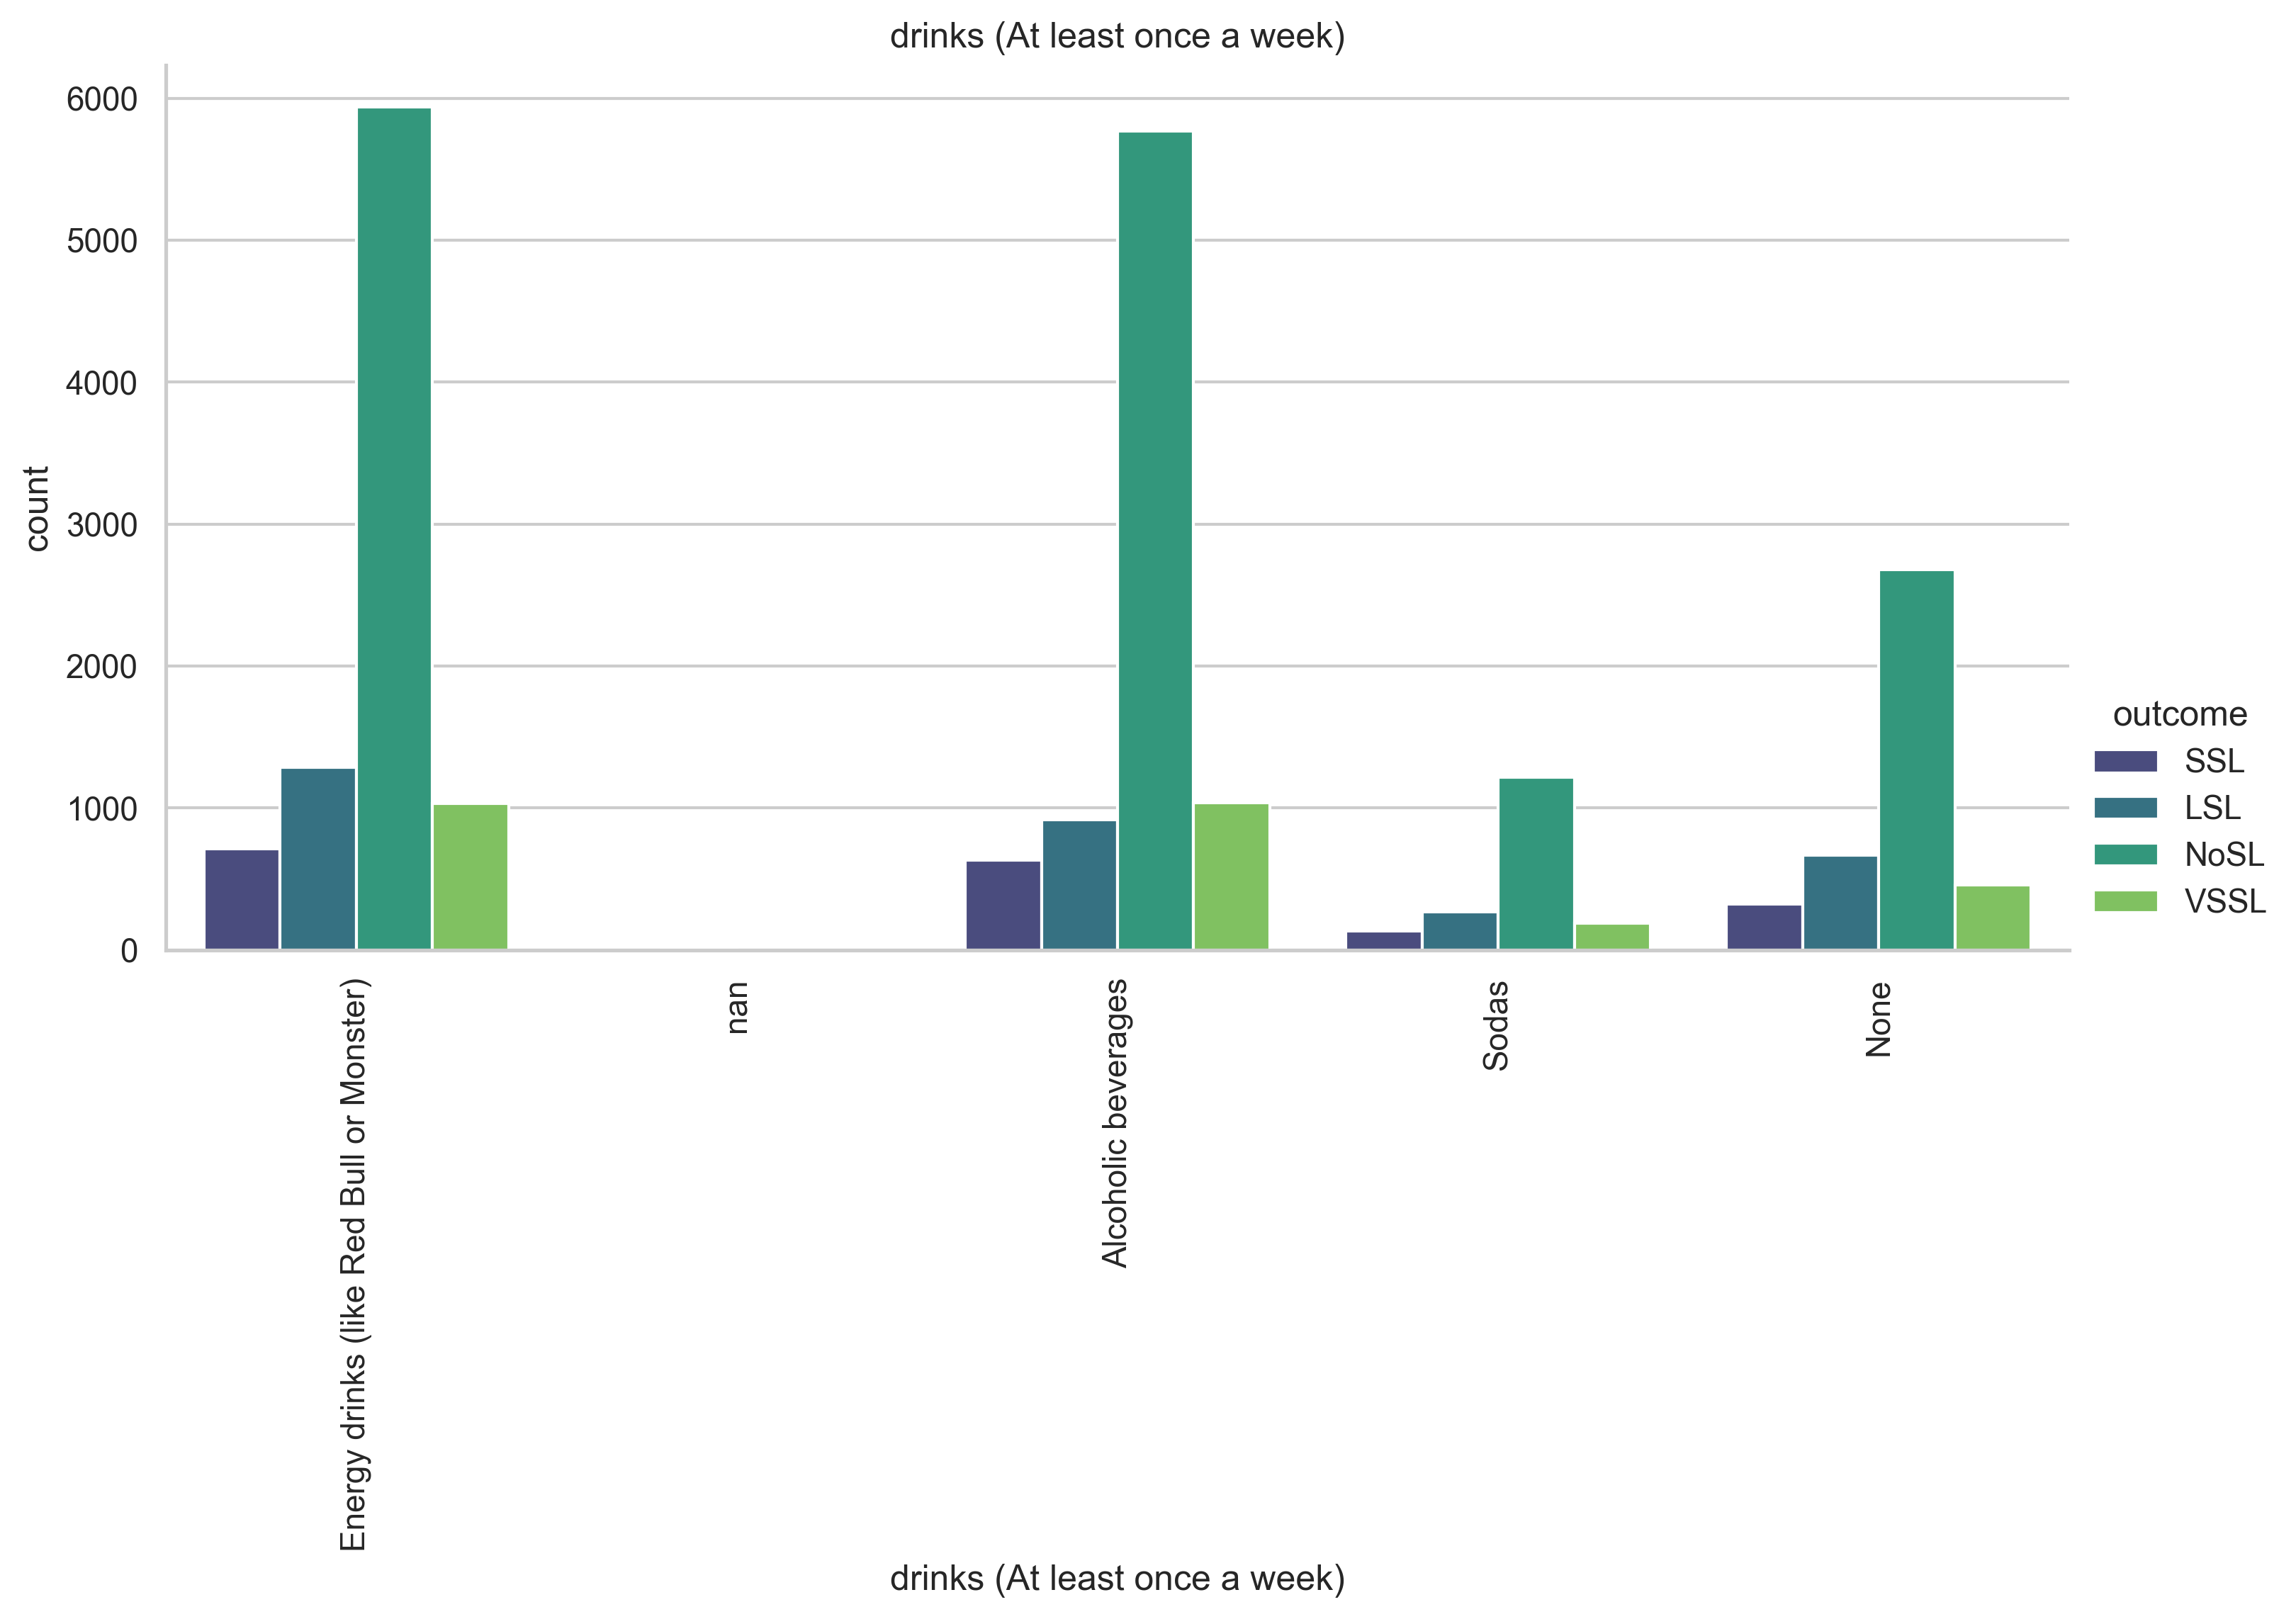 drinks (At least once a week)
6000
5000
4000
3000
2000
1000
0
count
outcome
SSL
LSL
NoSL
VSSL
Energy drinks (like Red Bull or Monster)
nan
Alcoholic beverages
Sodas
None
drinks (At least once a week)